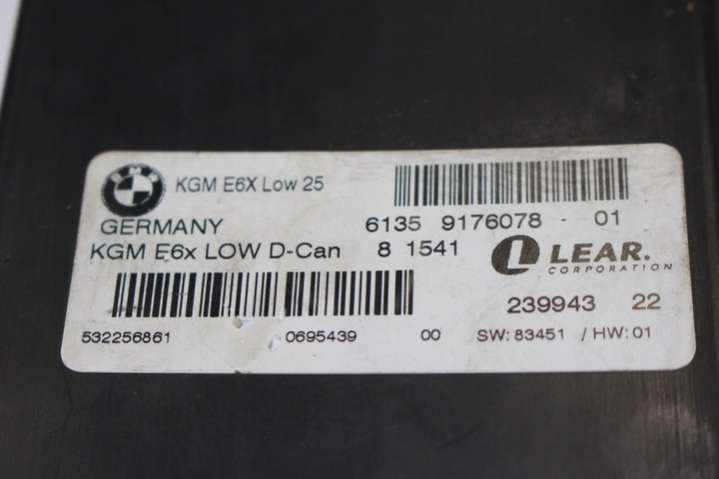 BMW
KGM E6X Low 25
GERMANY 6135 9176078 - 01
KGM E6x LOW D-Can 8 1541
L LEAR.
CORPORATION
239943 22
532256861 0695439 00 SW: 83451 / HW: 01